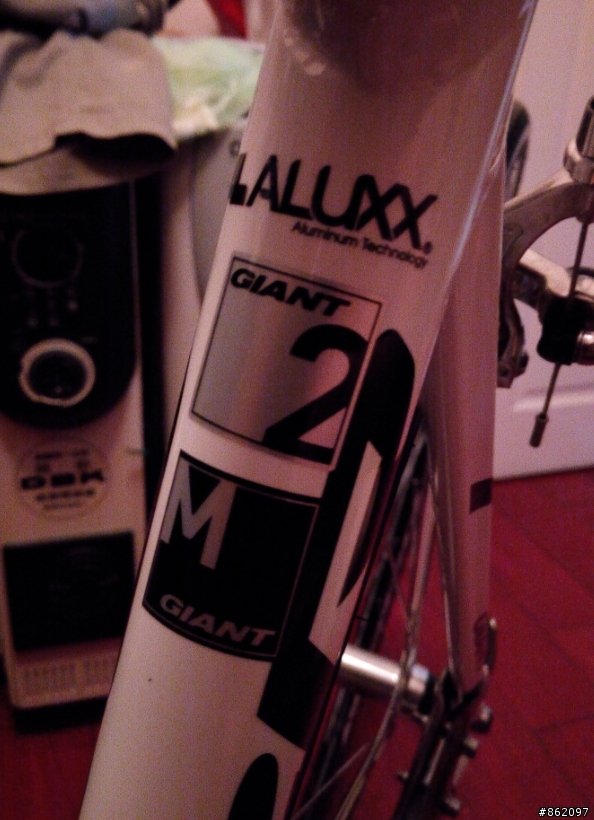 ALUXX
Aluminum Technology
GIANT
2
M
GIANT
#862097